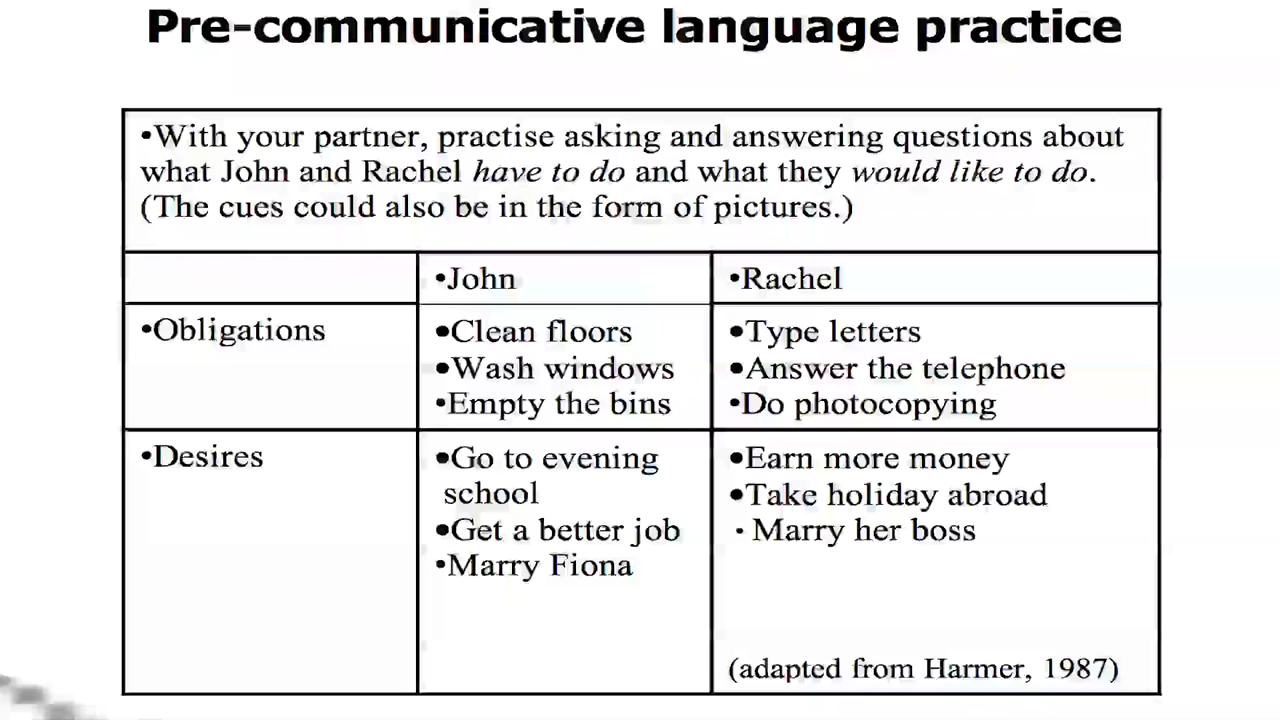 Pre-communicative language practice
•With your partner, practise asking and answering questions about
what John and Rachel have to do and what they would like to do.
(The cues could also be in the form of pictures.)
•John
•Rachel
•Obligations
•Clean floors
•Wash windows
•Empty the bins
•Type letters
•Answer the telephone
•Do photocopying
•Desires
•Go to evening
school
•Get a better job
•Marry Fiona
•Earn more money
•Take holiday abroad
• Marry her boss
(adapted from Harmer, 1987)